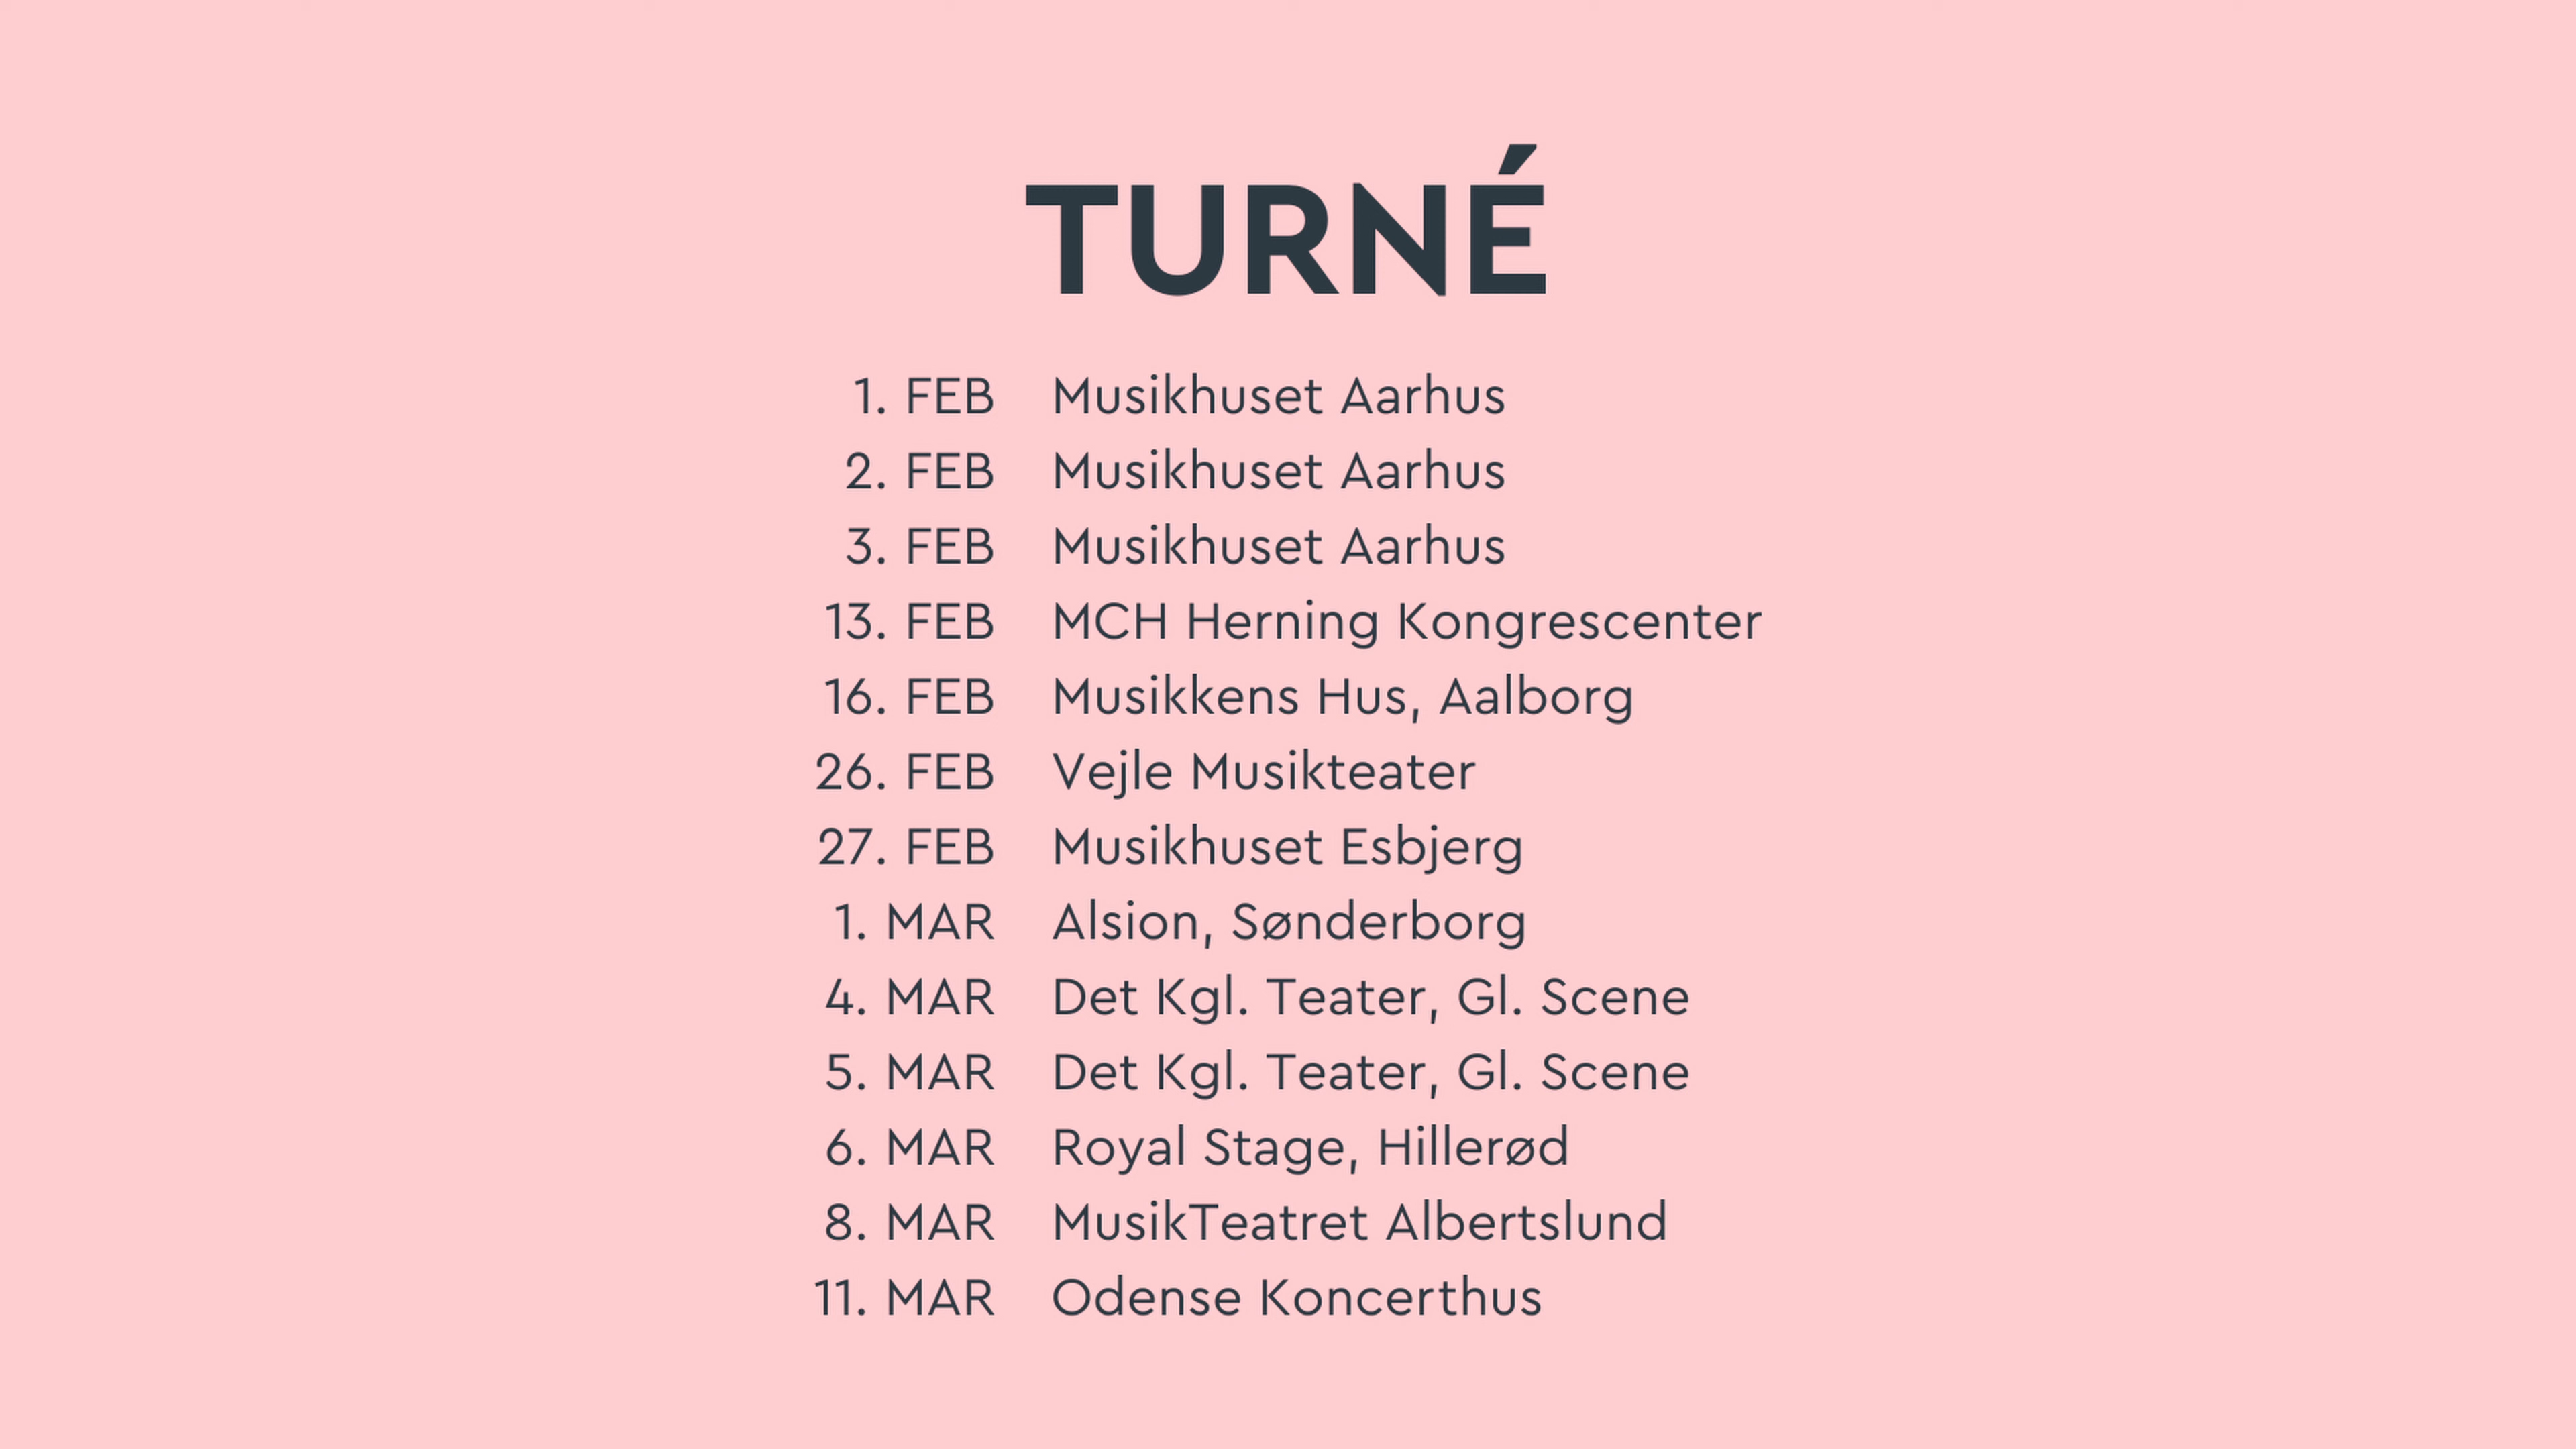 TURNÉ
1. FEB Musikhuset Aarhus
2. FEB Musikhuset Aarhus
3. FEB Musikhuset Aarhus
13. FEB MCH Herning Kongrescenter
16. FEB Musikkens Hus, Aalborg
26. FEB Vejle Musikteater
27. FEB Musikhuset Esbjerg
1. MAR Alsion, Sønderborg
4. MAR Det Kgl. Teater, Gl. Scene
5. MAR Det Kgl. Teater, Gl. Scene
6. MAR Royal Stage, Hillerød
8. MAR MusikTeatret Albertslund
11. MAR Odense Koncerthus